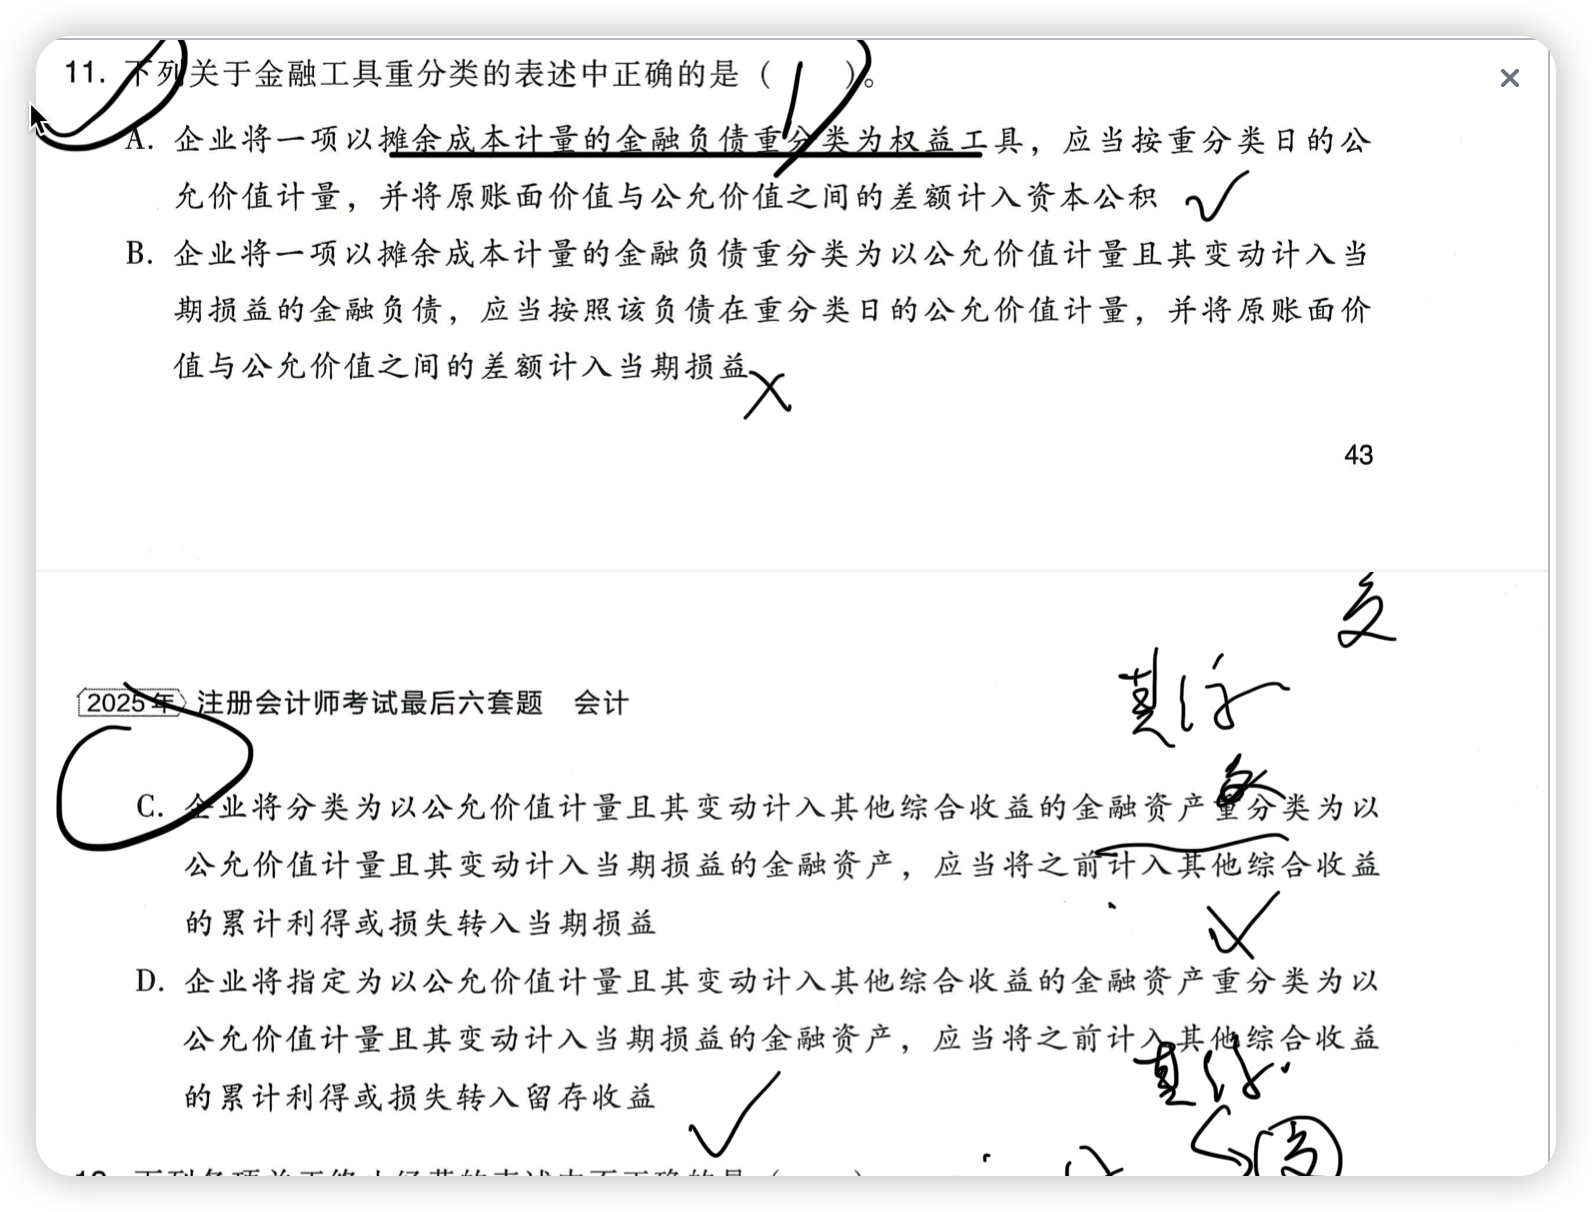 11. 下列关于金融工具重分类的表述中正确的是（　　）。
A. 企业将一项以摊余成本计量的金融负债重分类为权益工具，应当按重分类日的公
允价值计量，并将原账面价值与公允价值之间的差额计入资本公积
B. 企业将一项以摊余成本计量的金融负债重分类为以公允价值计量且其变动计入当
期损益的金融负债，应当按照该负债在重分类日的公允价值计量，并将原账面价
值与公允价值之间的差额计入当期损益
43
2025年 注册会计师考试最后六套题　会计
C. 企业将分类为以公允价值计量且其变动计入其他综合收益的金融资产重分类为以
公允价值计量且其变动计入当期损益的金融资产，应当将之前计入其他综合收益
的累计利得或损失转入当期损益
D. 企业将指定为以公允价值计量且其变动计入其他综合收益的金融资产重分类为以
公允价值计量且其变动计入当期损益的金融资产，应当将之前计入其他综合收益
的累计利得或损失转入留存收益